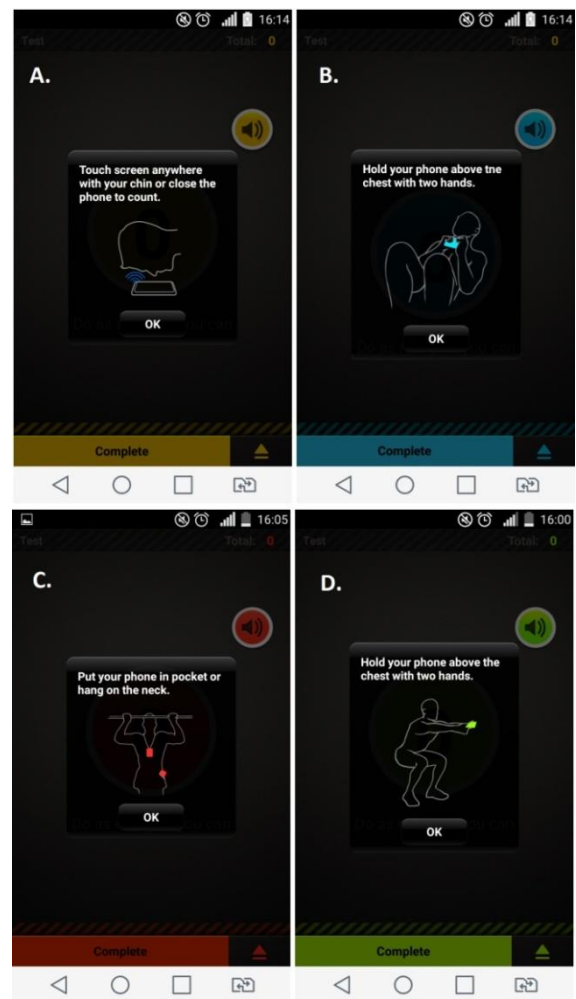 16:14
Test Total: 0
A.
Touch screen anywhere
with your chin or close the
phone to count.
OK
Complete
16:14
Test Total: 0
B.
Hold your phone above the
chest with two hands.
OK
Complete
16:05
Test Total: 0
C.
Put your phone in pocket or
hang on the neck.
OK
Complete
16:00
Test Total: 0
D.
Hold your phone above the
chest with two hands.
OK
Complete